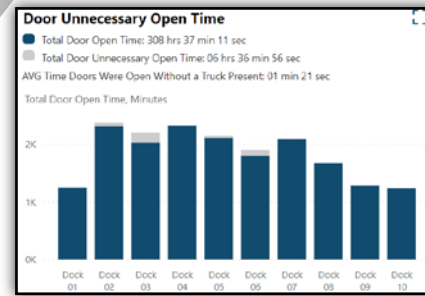 Door Unnecessary Open Time
Total Door Open Time: 308 hrs 37 min 11 sec
Total Door Unnecessary Open Time: 06 hrs 36 min 56 sec
AVG Time Doors Were Open Without a Truck Present: 01 min 21 sec
Total Door Open Time, Minutes
2K
1K
0K
Dock Dock Dock Dock Dock Dock Dock Dock Dock Dock
01 02 03 04 05 06 07 08 09 10